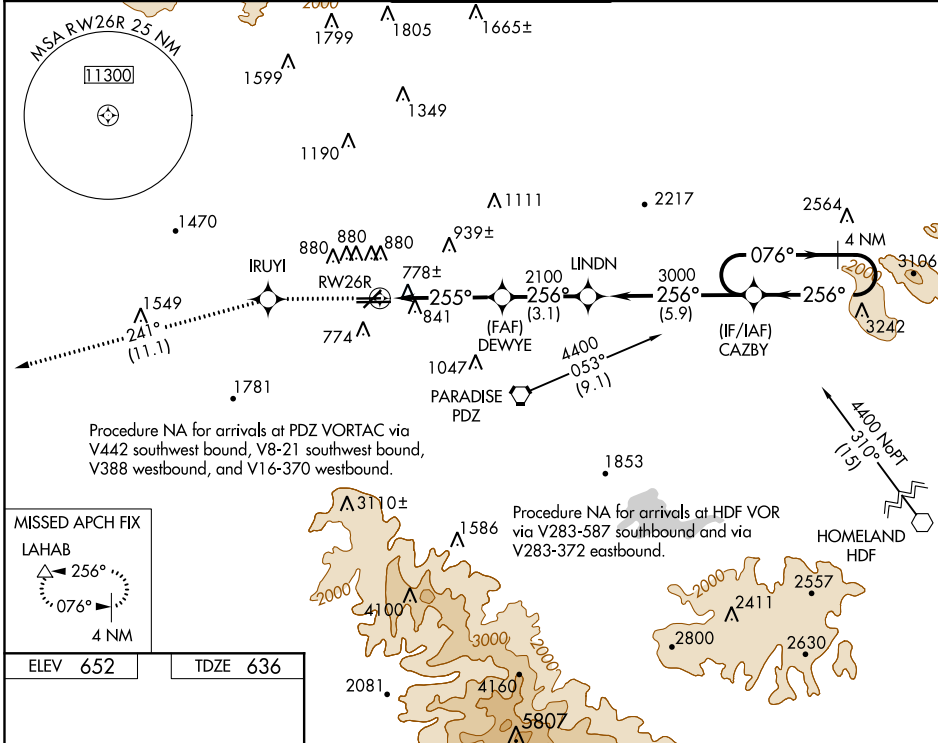 MSA RW26R 25 NM
11300
1799
1805
1665±
1599
1349
1190
1111
2217
2564
1470
880
880
880
939±
4 NM
076°
2000
3106
IRUYI
RW26R
778±
2100
LINDN
3000
255°
256°
256°
256°
(3.1)
(5.9)
1549
841
3242
241°
(11.1)
774
(FAF)
DEWYE
(IF/IAF)
CAZBY
1047
4400
053°
(9.1)
PARADISE
PDZ
1781
4400 NoPT
310°
(15)
Procedure NA for arrivals at PDZ VORTAC via
V442 southwest bound, V8-21 southwest bound,
V388 westbound, and V16-370 westbound.
1853
3110±
Procedure NA for arrivals at HDF VOR
via V283-587 southbound and via
V283-372 eastbound.
HOMELAND
HDF
1586
MISSED APCH FIX
LAHAB
256°
076°
4 NM
2000
4100
3000
2000
2000
2557
2411
2800
2630
ELEV 652
TDZE 636
2081
4160
5807